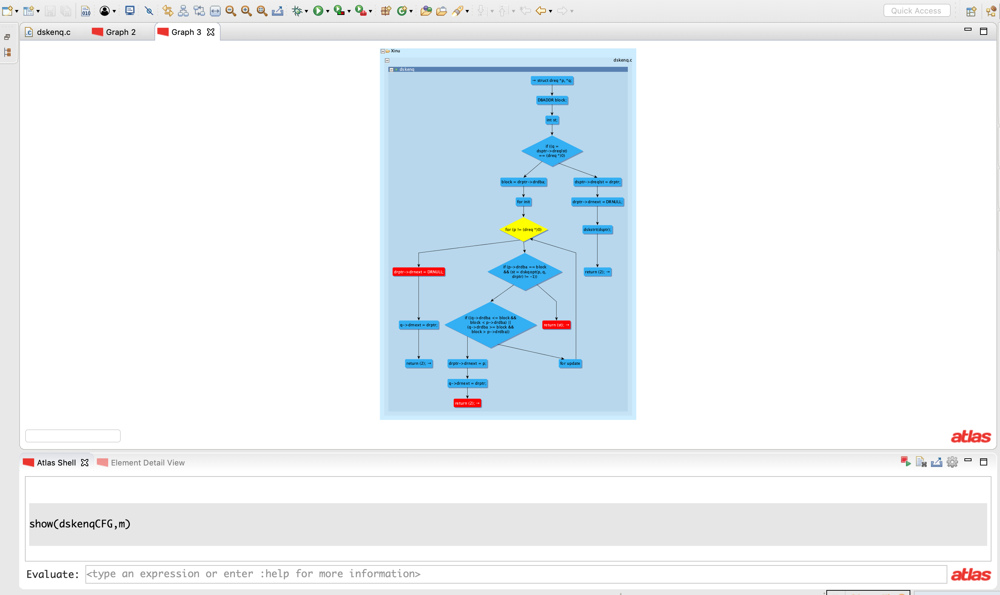 010
Quick Access
dskenq.c
Graph 2
Graph 3
Xinu
dskenq.c
dskenq
→ struct dreq *p, *q;
DBADDR block;
int st;
if ((q =
dsptr->dreqlst)
== (dreq *)0)
block = drptr->drdba;
dsptr->dreqlst = drptr;
for init
drptr->drnext = DRNULL;
for (p != (dreq *)0)
dskstrt(dsptr);
drptr->drnext = DRNULL;
if (p->drdba == block
&& (st = dskqopt(p, q,
drptr) != -1))
return (2); →
q->drnext = drptr;
if ((q->drdba <= block &&
block < p->drdba) ||
(q->drdba >= block &&
block > p->drdba))
return (st); →
return (2); →
drptr->drnext = p;
for update
q->drnext = drptr;
return (2); →
atlas
Atlas Shell
Element Detail View
show(dskenqCFG,m)
Evaluate: <type an expression or enter :help for more information>
atlas